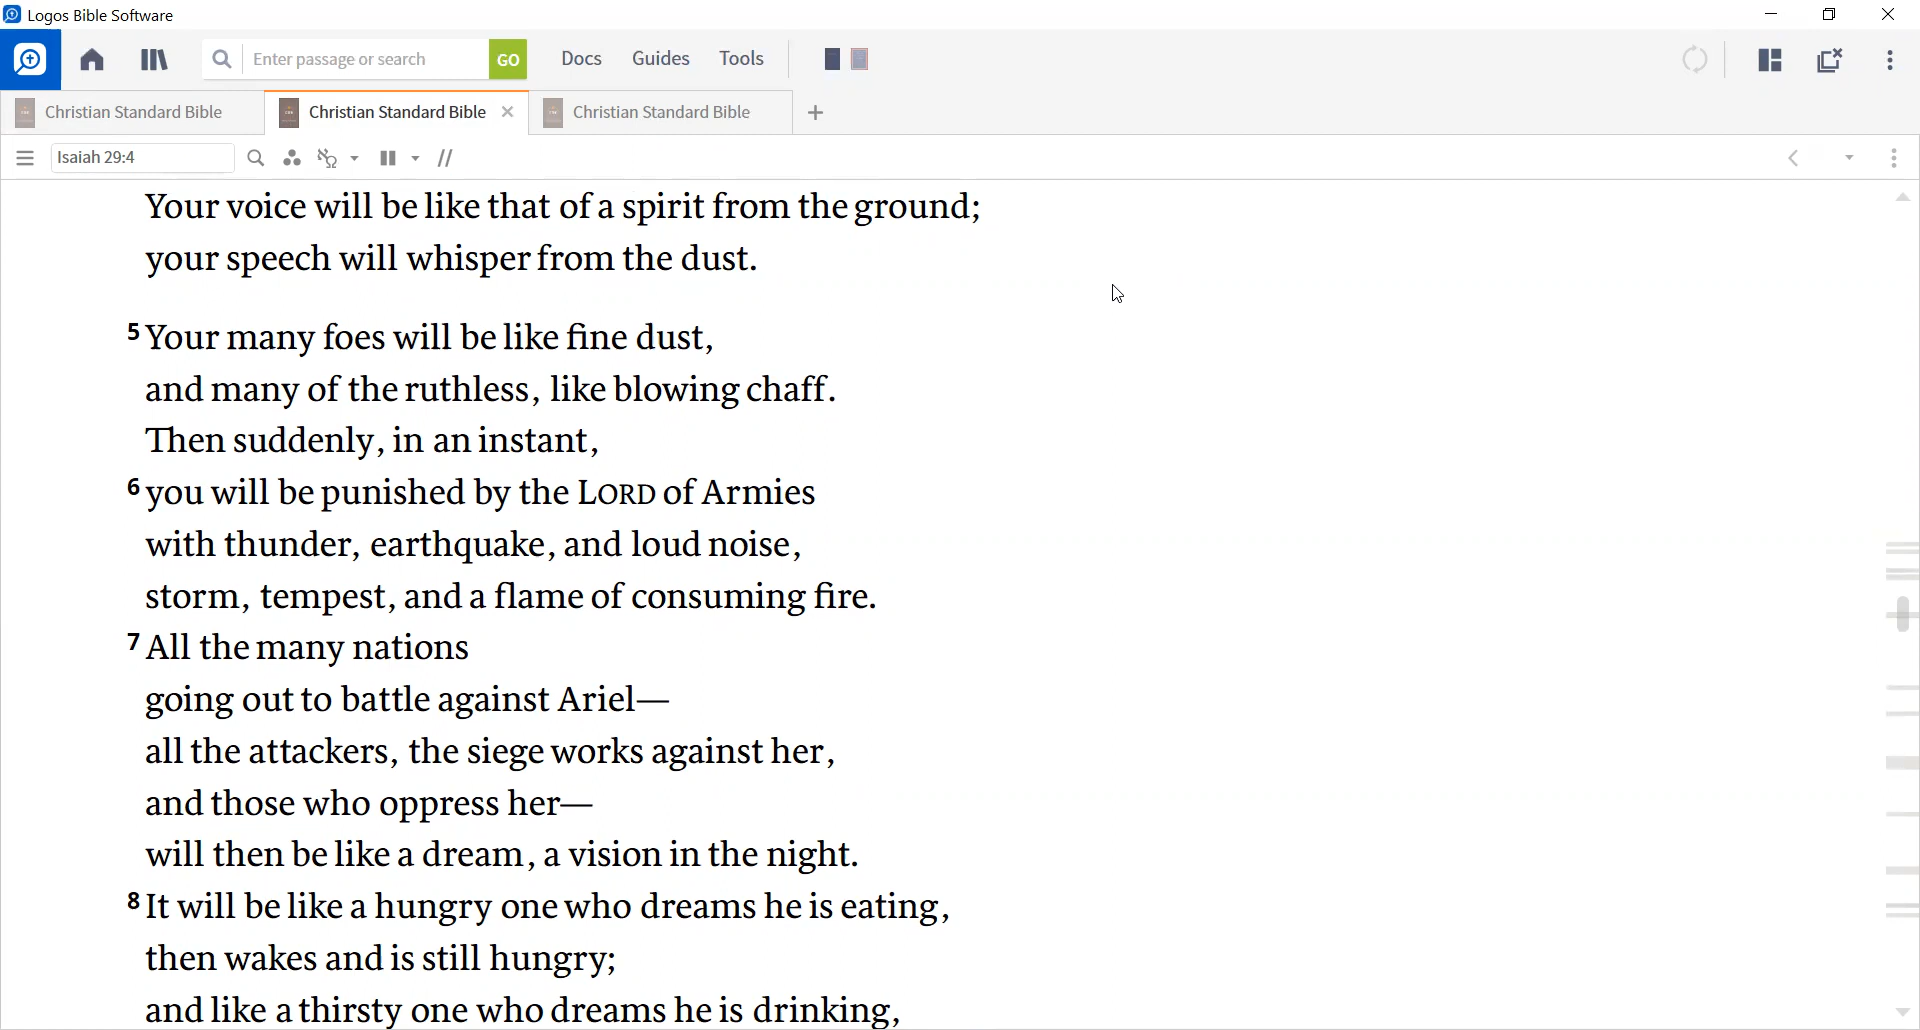 Logos Bible Software
Enter passage or search
GO
Docs
Guides
Tools
Christian Standard Bible
Christian Standard Bible
Christian Standard Bible
Isaiah 29:4
Your voice will be like that of a spirit from the ground;
your speech will whisper from the dust.
5 Your many foes will be like fine dust,
and many of the ruthless, like blowing chaff.
Then suddenly, in an instant,
6 you will be punished by the LORD of Armies
with thunder, earthquake, and loud noise,
storm, tempest, and a flame of consuming fire.
7 All the many nations
going out to battle against Ariel—
all the attackers, the siege works against her,
and those who oppress her—
will then be like a dream, a vision in the night.
8 It will be like a hungry one who dreams he is eating,
then wakes and is still hungry;
and like a thirsty one who dreams he is drinking,